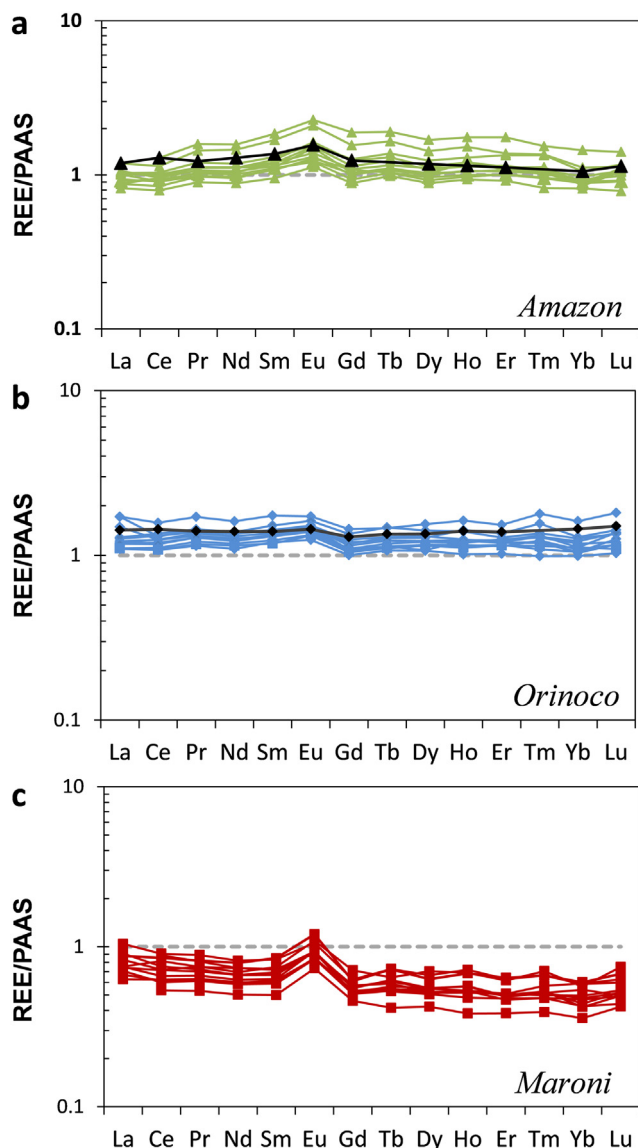 a
10
1
0.1
REE/PAAS
Amazon
La Ce Pr Nd Sm Eu Gd Tb Dy Ho Er Tm Yb Lu
b
10
1
0.1
REE/PAAS
Orinoco
La Ce Pr Nd Sm Eu Gd Tb Dy Ho Er Tm Yb Lu
c
10
1
0.1
REE/PAAS
Maroni
La Ce Pr Nd Sm Eu Gd Tb Dy Ho Er Tm Yb Lu